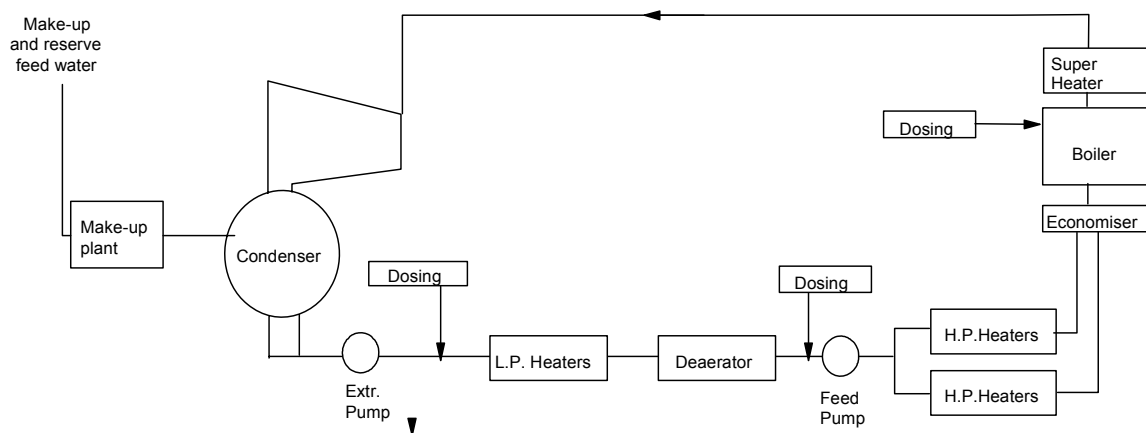 Make-up
and reserve
feed water
Super
Heater
Dosing
Boiler
Make-up
plant
Condenser
Economiser
Dosing
Dosing
L.P. Heaters
Deaerator
H.P.Heaters
H.P.Heaters
Extr.
Pump
Feed
Pump